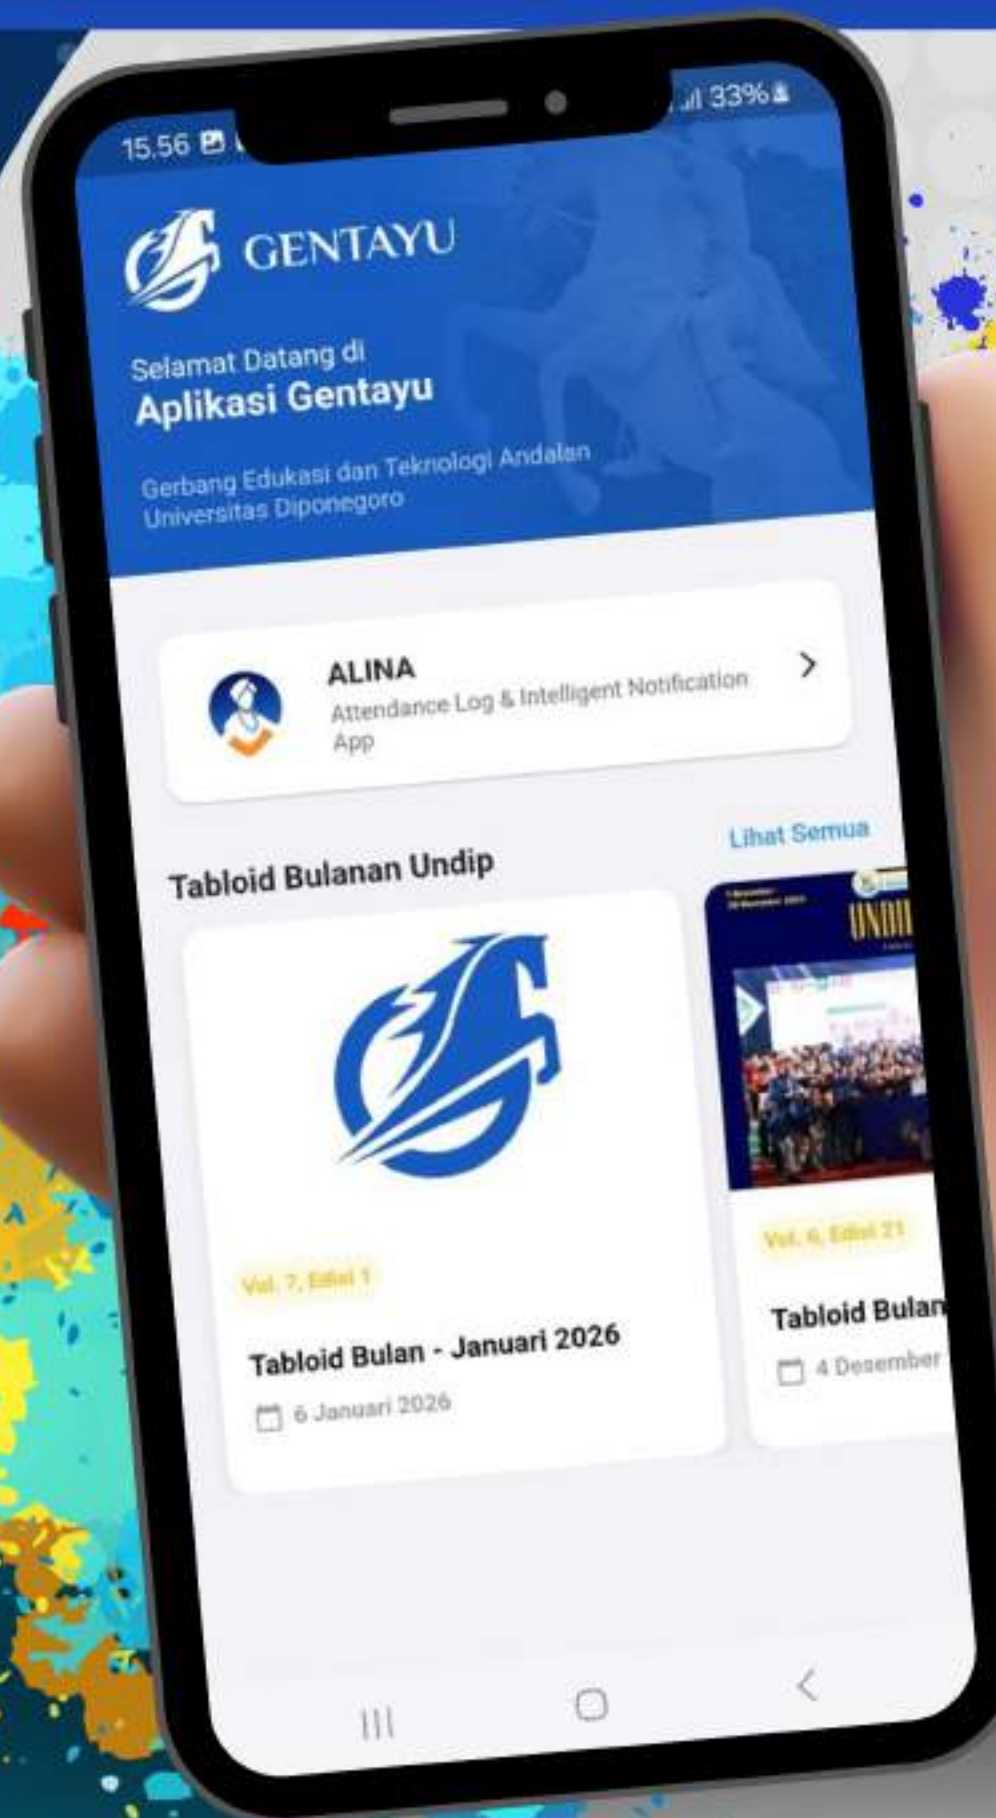 15.56
33%
GENTAYU
Selamat Datang di
Aplikasi Gentayu
Gerbang Edukasi dan Teknologi Andalan
Universitas Diponegoro
ALINA
Attendance Log & Intelligent Notification
App
Tabloid Bulanan Undip
Lihat Semua
Vol. 7, Edisi 1
Tabloid Bulan - Januari 2026
6 Januari 2026
Vol. 6, Edisi 21
Tabloid Bulan
4 Desember